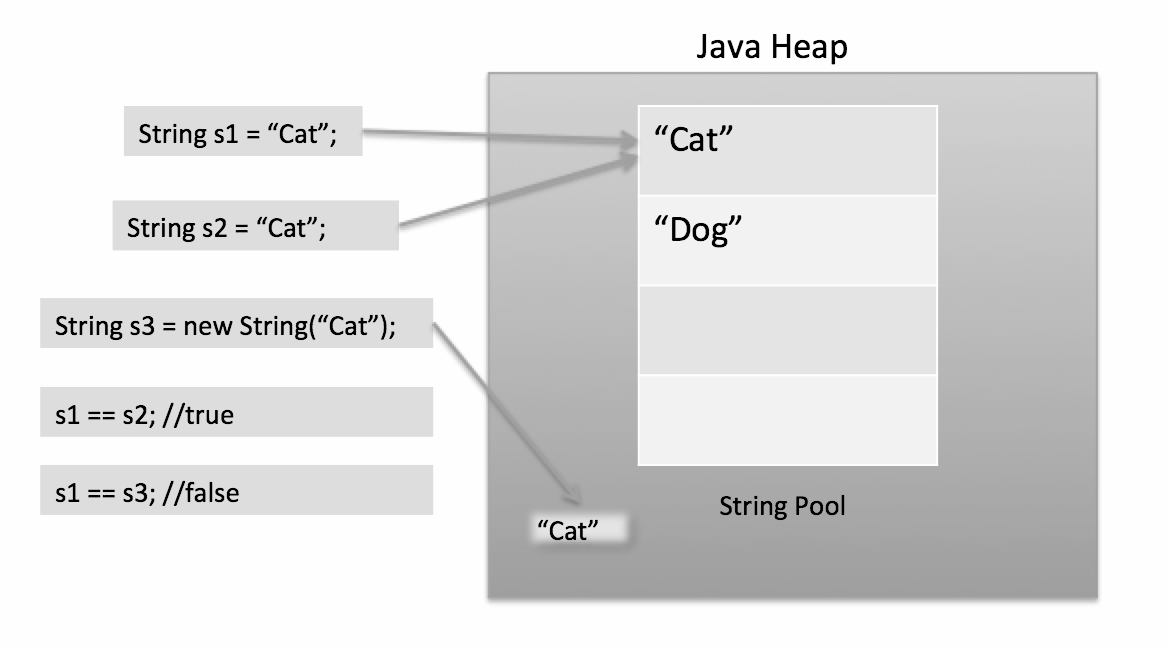 Java Heap
String s1 = “Cat”;
String s2 = “Cat”;
String s3 = new String(“Cat”);
s1 == s2; //true
s1 == s3; //false
“Cat”
“Dog”
String Pool
“Cat”